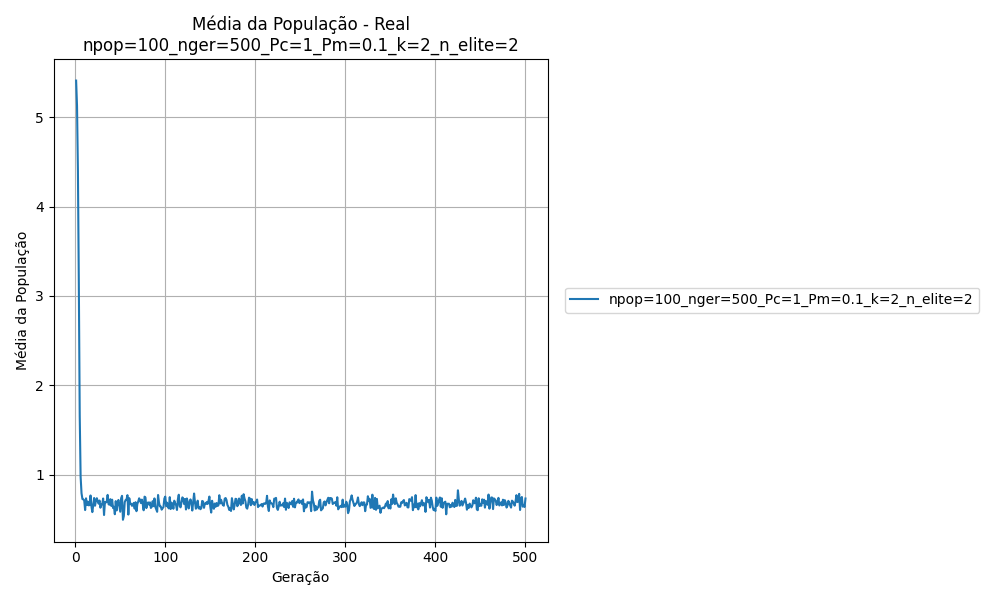 Média da População - Real
npop=100_nger=500_Pc=1_Pm=0.1_k=2_n_elite=2
Média da População
5
4
3
2
1
0
100
200
300
400
500
Geração
npop=100_nger=500_Pc=1_Pm=0.1_k=2_n_elite=2